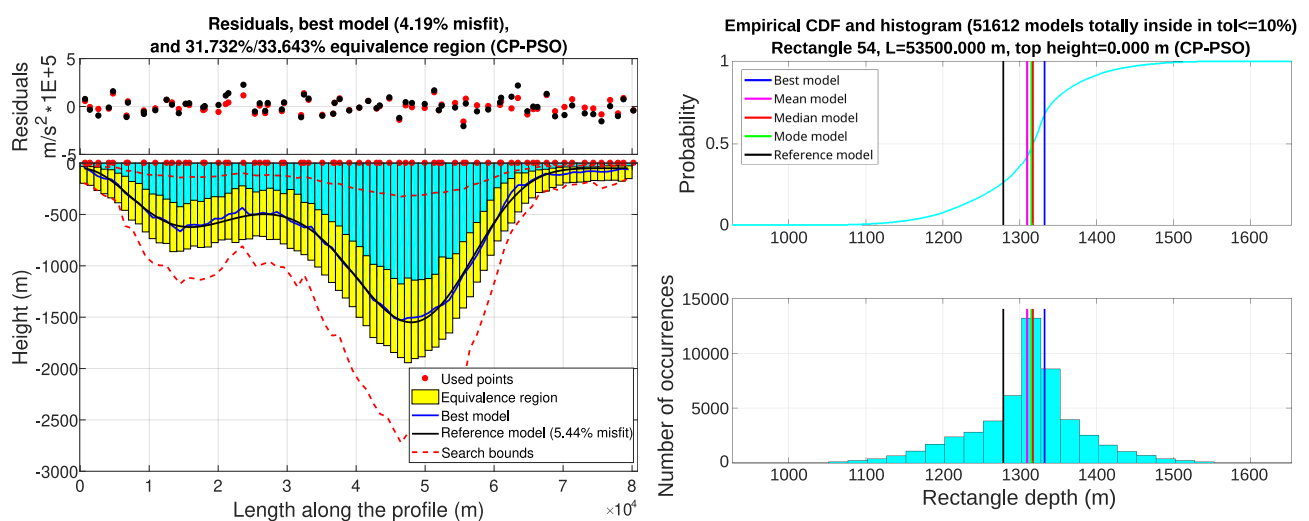 Residuals, best model (4.19% misfit),
and 31.732%/33.643% equivalence region (CP-PSO)
5
0
-5
Residuals
m/s² * 1E+5
0
-500
-1000
-1500
-2000
-2500
-3000
Height (m)
Used points
Equivalence region
Best model
Reference model (5.44% misfit)
Search bounds
0 1 2 3 4 5 6 7 8
Length along the profile (m)
×10⁴
Empirical CDF and histogram (51612 models totally inside in tol<=10%)
Rectangle 54, L=53500.000 m, top height=0.000 m (CP-PSO)
1
0.5
0
Probability
Best model
Mean model
Median model
Mode model
Reference model
1000 1100 1200 1300 1400 1500 1600
15000
10000
5000
0
Number of occurrences
1000 1100 1200 1300 1400 1500 1600
Rectangle depth (m)